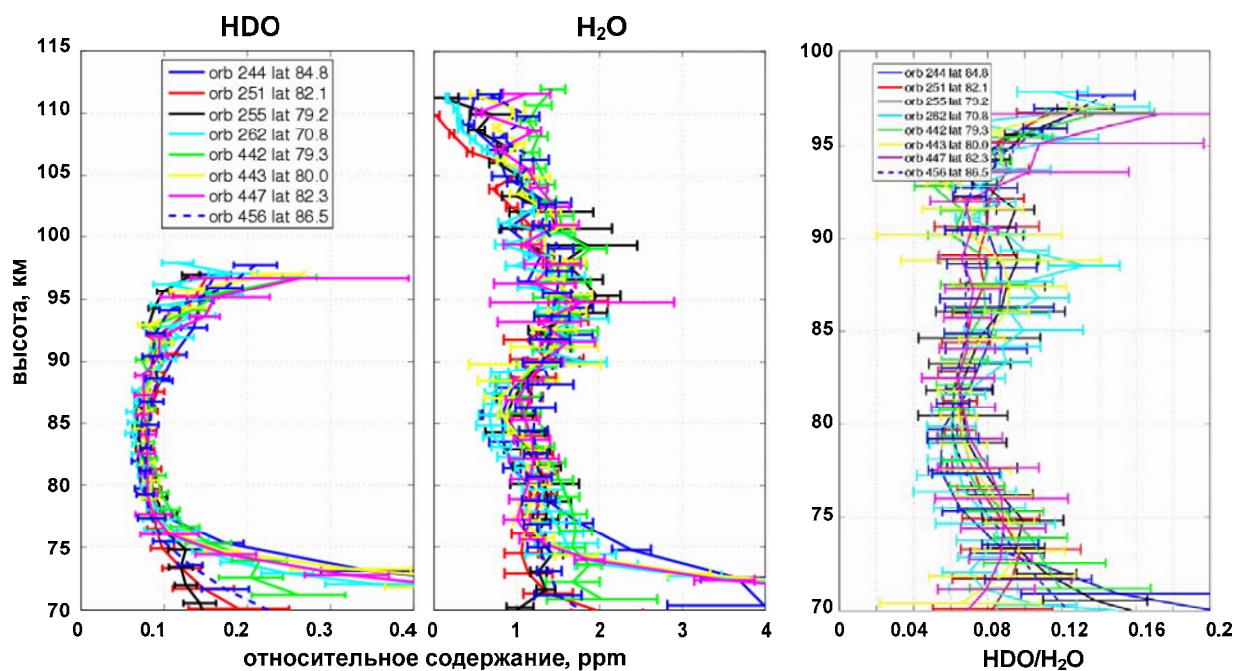 HDO
H₂O
115
110
105
100
95
90
85
80
75
70
высота, км
orb 244 lat 84.8
orb 251 lat 82.1
orb 255 lat 79.2
orb 262 lat 70.8
orb 442 lat 79.3
orb 443 lat 80.0
orb 447 lat 82.3
orb 456 lat 86.5
0.1 0.2 0.3 0.4
0 1 2 3 4
относительное содержание, ppm
100
95
90
85
80
75
70
orb 244 lat 84.8
orb 251 lat 82.1
orb 255 lat 79.2
orb 262 lat 70.8
orb 442 lat 79.3
orb 443 lat 80.0
orb 447 lat 82.3
orb 456 lat 86.5
0 0.04 0.08 0.12 0.16 0.2
HDO/H₂O